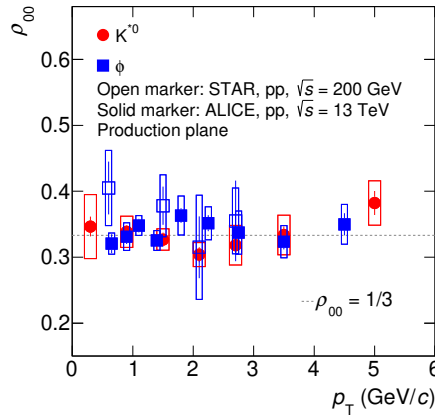 ρ₀₀
0.6
0.5
0.4
0.3
0.2
K*⁰
ϕ
Open marker: STAR, pp, √s = 200 GeV
Solid marker: ALICE, pp, √s = 13 TeV
Production plane
ρ₀₀ = 1/3
0 1 2 3 4 5 6
p_T (GeV/c)